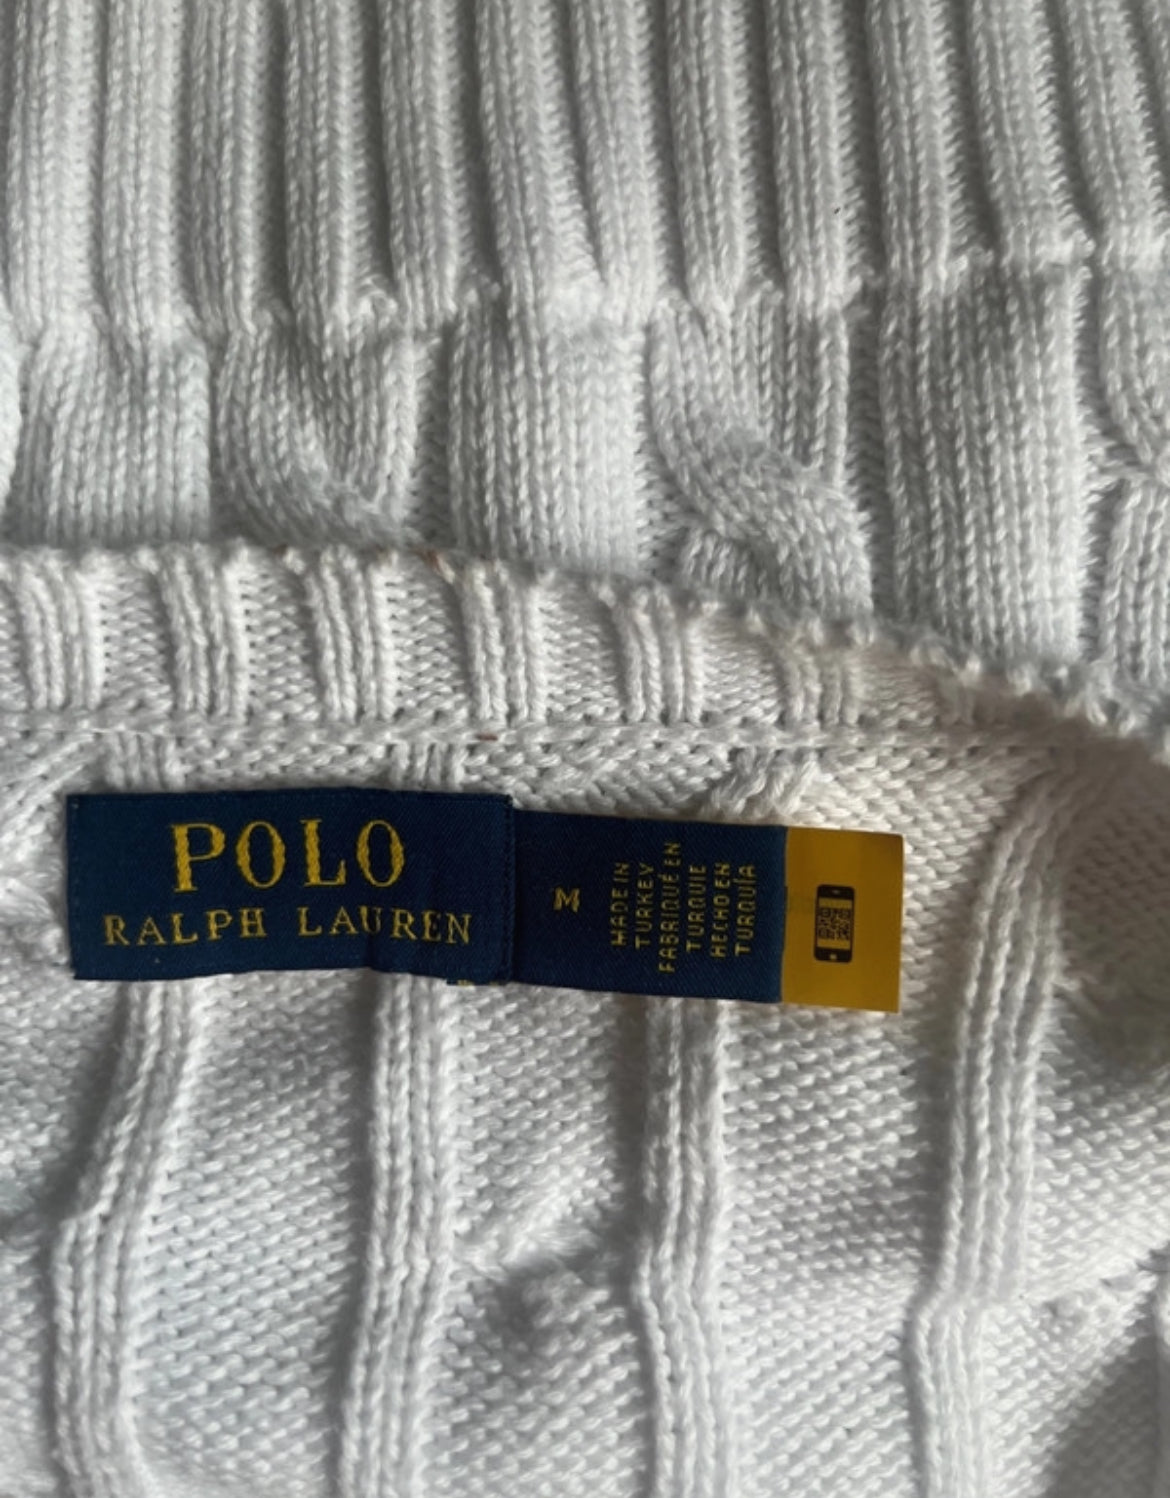 POLO
RALPH LAUREN
M
MADE IN
TURKEY
FABRIQUÉ EN
TURQUIE
HECHO EN
TURQUÍA